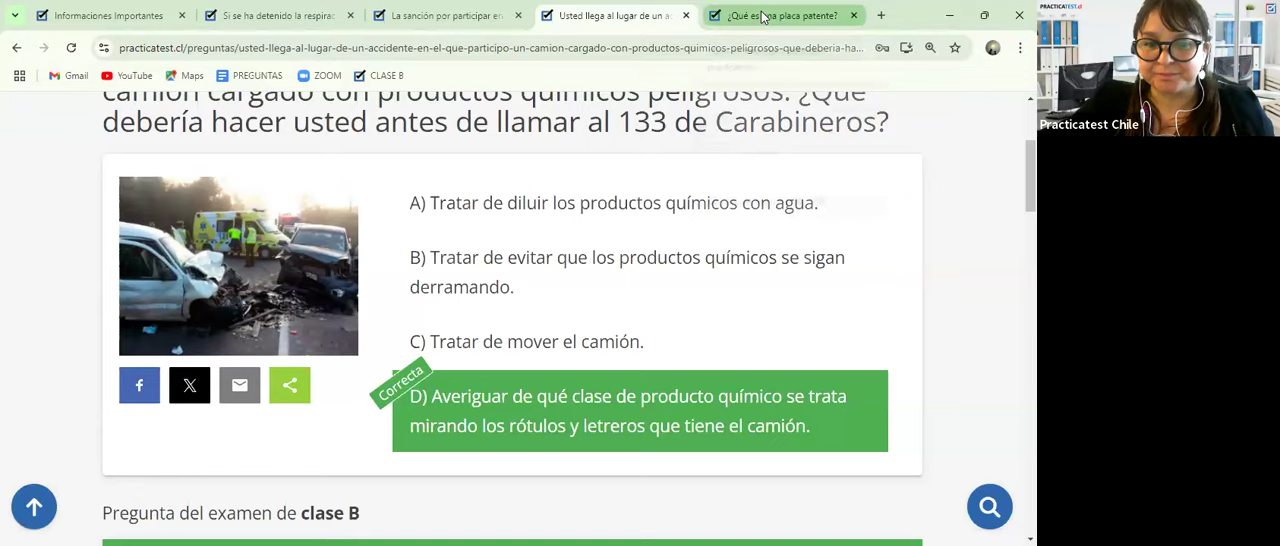 Informaciones Importantes
Si se ha detenido la respirac
La sanción por participar en
Usted llega al lugar de un a
¿Qué es una placa patente?
practicatest.cl/preguntas/usted-llega-al-lugar-de-un-accidente-en-el-que-participo-un-camion-cargado-con-productos-quimicos-peligrosos-que-deberia-ha...
Gmail
YouTube
Maps
PREGUNTAS
ZOOM
CLASE B
camión cargado con productos químicos peligrosos. ¿Qué
debería hacer usted antes de llamar al 133 de Carabineros?
A) Tratar de diluir los productos químicos con agua.
B) Tratar de evitar que los productos químicos se sigan
derramando.
C) Tratar de mover el camión.
Correcta
D) Averiguar de qué clase de producto químico se trata
mirando los rótulos y letreros que tiene el camión.
Pregunta del examen de clase B
PRACTICATEST.cl
Practicatest Chile